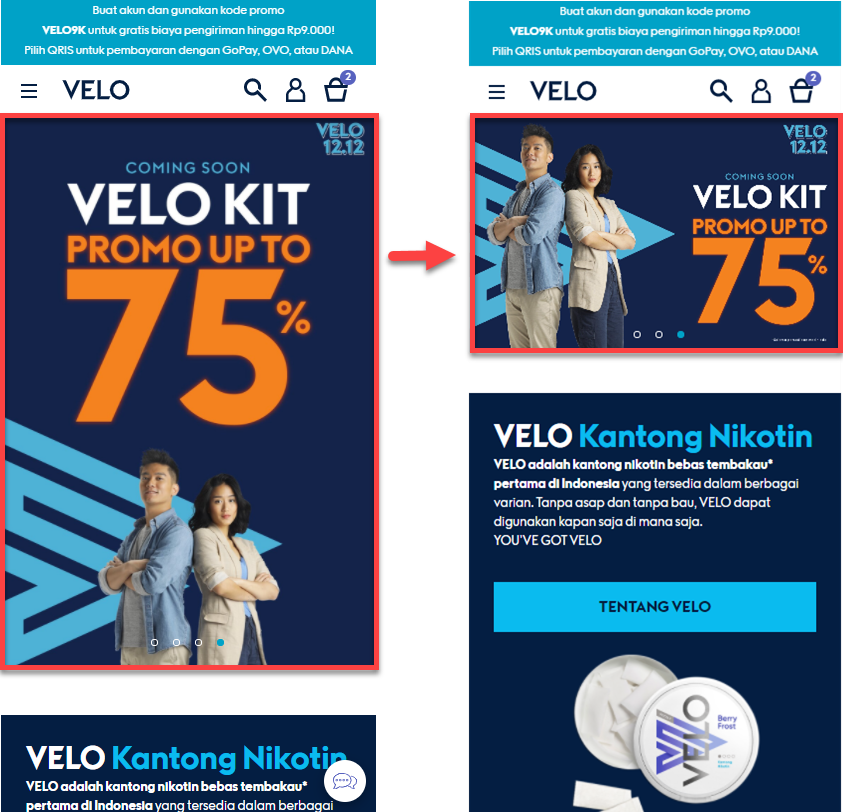 Buat akun dan gunakan kode promo
VELO9K untuk gratis biaya pengiriman hingga Rp9.000!
Pilih QRIS untuk pembayaran dengan GoPay, OVO, atau DANA
VELO
2
VELO
12.12
COMING SOON
VELO KIT
PROMO UP TO
75%
VELO Kantong Nikotin
VELO adalah kantong nikotin bebas tembakau*
pertama di Indonesia yang tersedia dalam berbagai
Buat akun dan gunakan kode promo
VELO9K untuk gratis biaya pengiriman hingga Rp9.000!
Pilih QRIS untuk pembayaran dengan GoPay, OVO, atau DANA
VELO
2
VELO
12.12
COMING SOON
VELO KIT
PROMO UP TO
75%
VELO Kantong Nikotin
VELO adalah kantong nikotin bebas tembakau*
pertama di Indonesia yang tersedia dalam berbagai
varian. Tanpa asap dan tanpa bau, VELO dapat
digunakan kapan saja di mana saja.
YOU'VE GOT VELO
TENTANG VELO
VELO
Berry
Frost